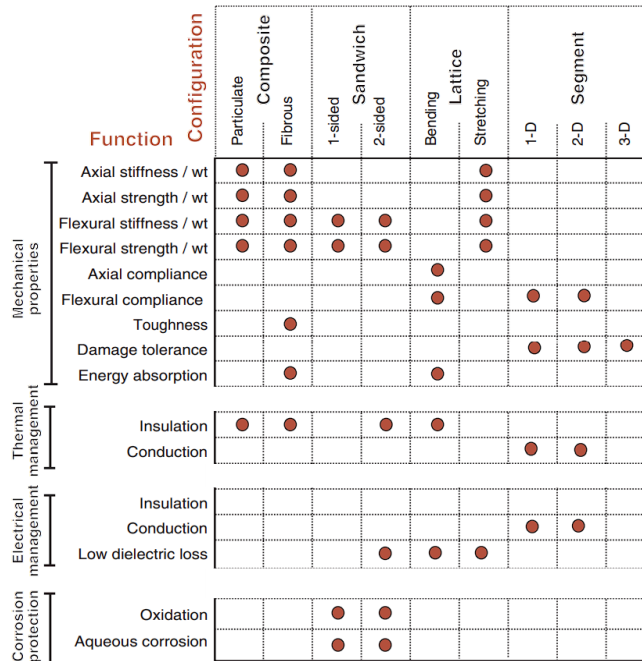 Configuration
Function
Composite
Sandwich
Lattice
Segment
Particulate
Fibrous
1-sided
2-sided
Bending
Stretching
1-D
2-D
3-D
Mechanical
properties
Axial stiffness / wt
Axial strength / wt
Flexural stiffness / wt
Flexural strength / wt
Axial compliance
Flexural compliance
Toughness
Damage tolerance
Energy absorption
Thermal
management
Insulation
Conduction
Electrical
management
Insulation
Conduction
Low dielectric loss
Corrosion
protection
Oxidation
Aqueous corrosion